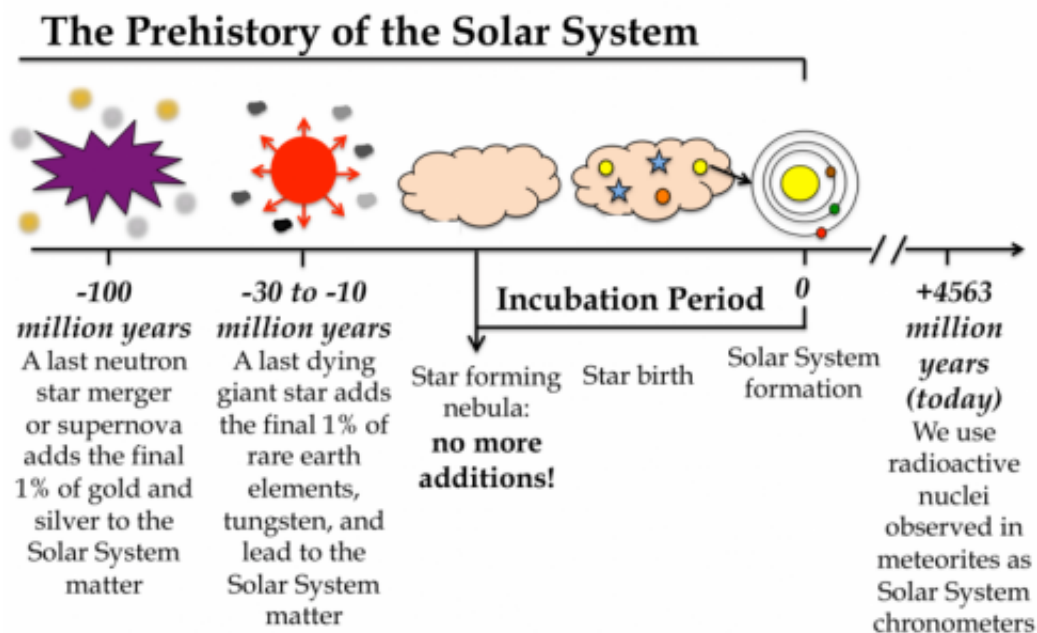 The Prehistory of the Solar System
-100
million years
A last neutron
star merger
or supernova
adds the final
1% of gold and
silver to the
Solar System
matter
-30 to -10
million years
A last dying
giant star adds
the final 1% of
rare earth
elements,
tungsten, and
lead to the
Solar System
matter
Incubation Period
Star forming
nebula:
no more
additions!
Star birth
0
Solar System
formation
+4563
million
years
(today)
We use
radioactive
nuclei
observed in
meteorites as
Solar System
chronometers